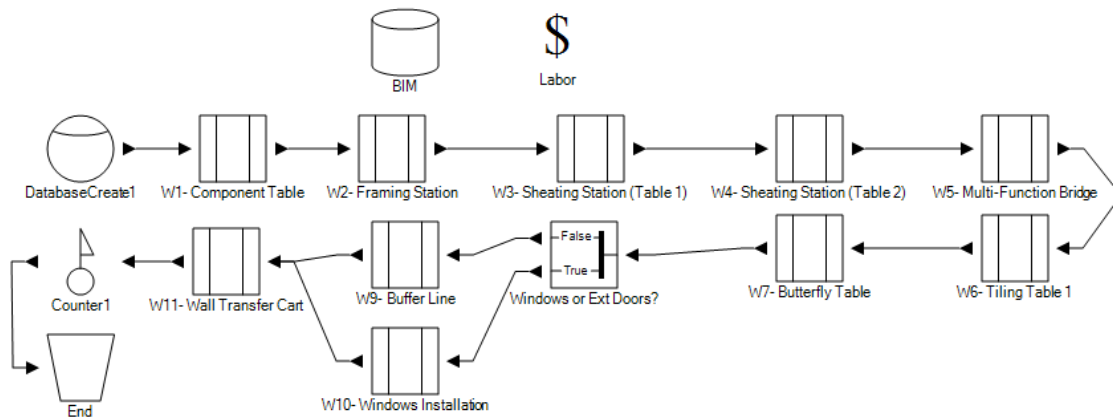 $
BIM
Labor
DatabaseCreate1
W1- Component Table
W2- Framing Station
W3- Sheating Station (Table 1)
W4- Sheating Station (Table 2)
W5- Multi-Function Bridge
False
True
Counter1
W11- Wall Transfer Cart
W9- Buffer Line
Windows or Ext Doors?
W7- Butterfly Table
W6- Tiling Table 1
End
W10- Windows Installation